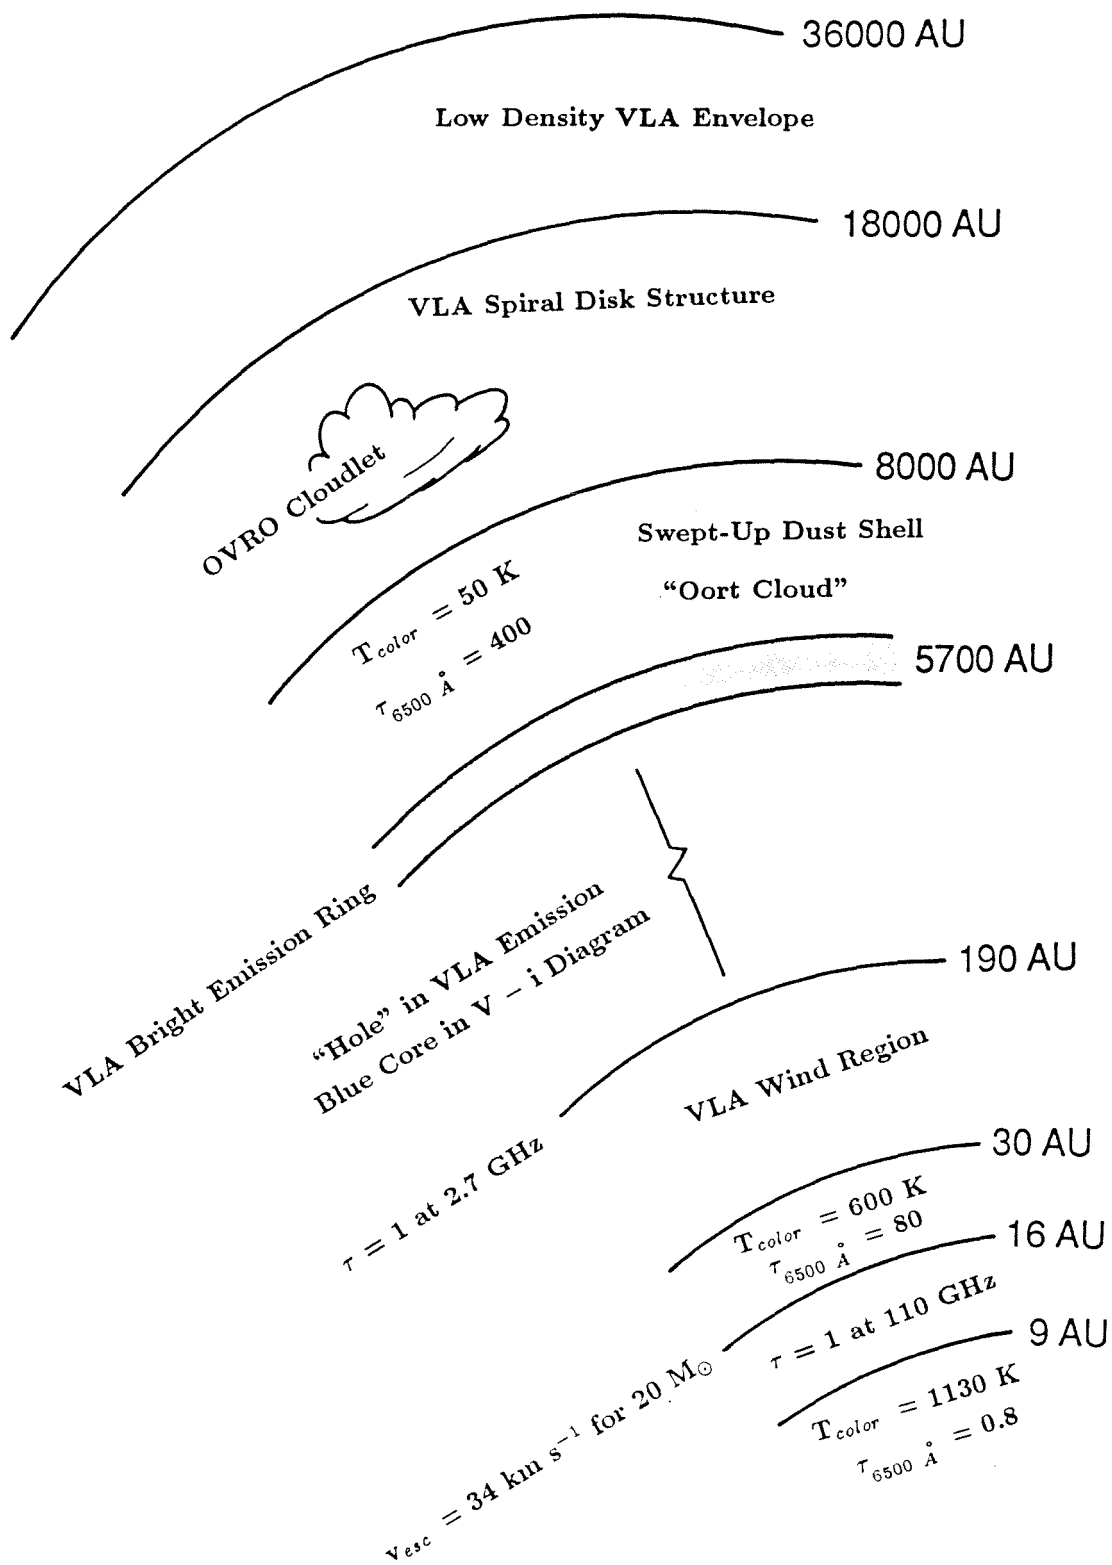 36000 AU
Low Density VLA Envelope
18000 AU
VLA Spiral Disk Structure
OVRO Cloudlet
8000 AU
Swept-Up Dust Shell
“Oort Cloud”
T_color = 50 K
τ_6500 Å = 400
5700 AU
VLA Bright Emission Ring
“Hole” in VLA Emission
Blue Core in V – i Diagram
190 AU
VLA Wind Region
τ = 1 at 2.7 GHz
30 AU
T_color = 600 K
τ_6500 Å = 80
16 AU
τ = 1 at 110 GHz
v_esc = 34 km s⁻¹ for 20 M⊙
9 AU
T_color = 1130 K
τ_6500 Å = 0.8